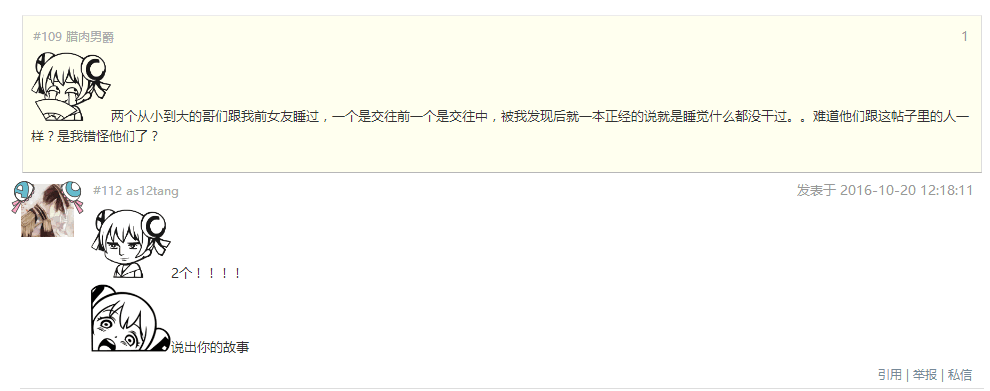 #109 腊肉男爵 1
两个从小到大的哥们跟我前女友睡过，一个是交往前一个是交往中，被我发现后就一本正经的说就是睡觉什么都没干过。。难道他们跟这帖子里的人一
样？是我错怪他们了？
#112 as12tang 发表于 2016-10-20 12:18:11
2个！！！！
说出你的故事
引用 | 举报 | 私信